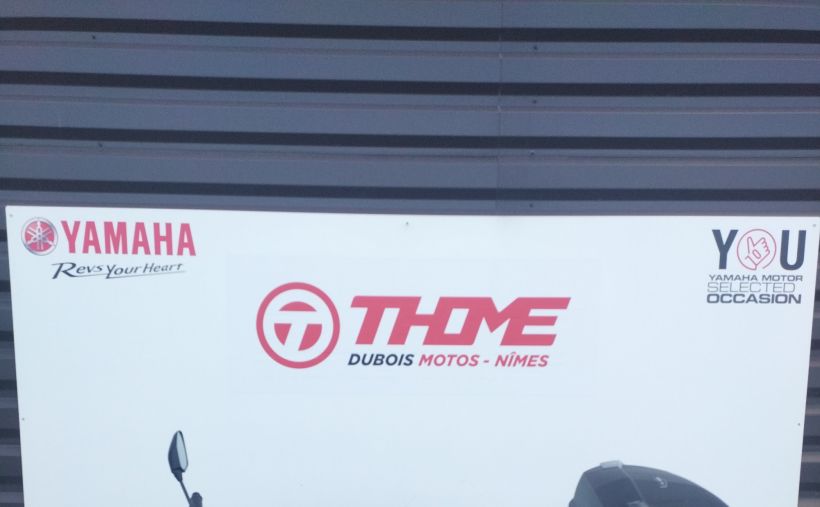 YAMAHA
Revs Your Heart
YOU
YAMAHA MOTOR
SELECTED
OCCASION
THOME
DUBOIS MOTOS - NÎMES